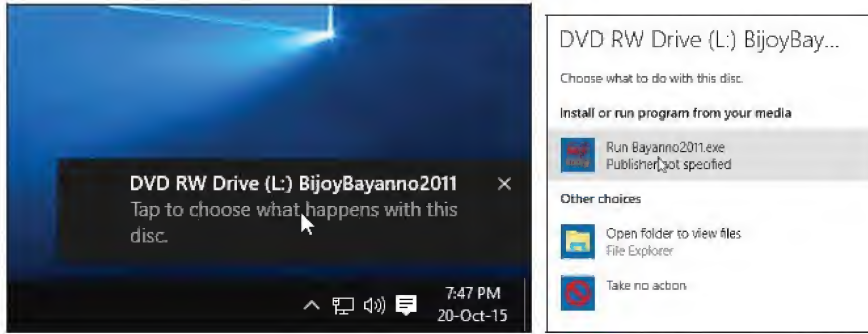 DVD RW Drive (L:) BijoyBayanno2011
Tap to choose what happens with this
disc.
7:47 PM
20-Oct-15
DVD RW Drive (L:) BijoyBay...
Choose what to do with this disc.
Install or run program from your media
Run Bayanno2011.exe
Publisher not specified
Other choices
Open folder to view files
File Explorer
Take no action